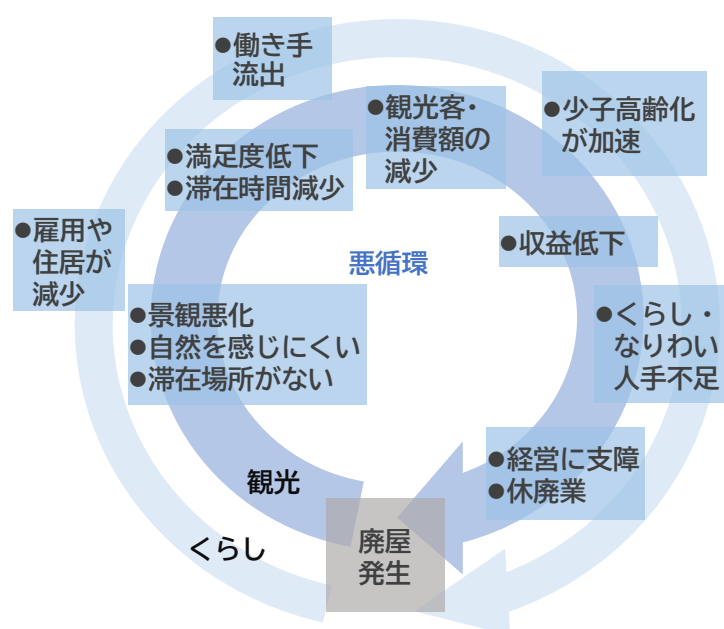 ●働き手
流出
●観光客・
消費額の
減少
●少子高齢化
が加速
●満足度低下
●滞在時間減少
●雇用や
住居が
減少
悪循環
●収益低下
●景観悪化
●自然を感じにくい
●滞在場所がない
●くらし・
なりわい
人手不足
●経営に支障
●休廃業
観光
くらし
廃屋
発生